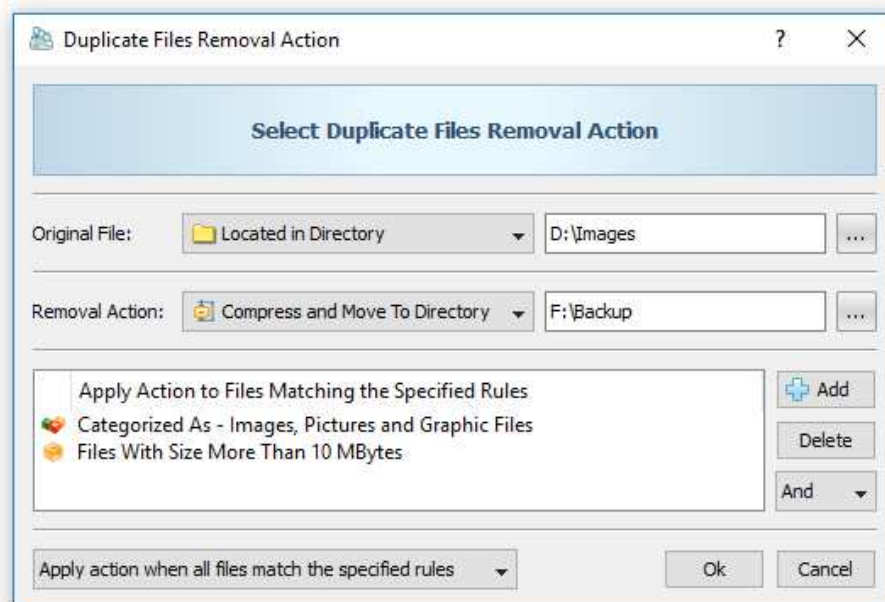 Duplicate Files Removal Action ?
Select Duplicate Files Removal Action
Original File: Located in Directory D:\Images ...
Removal Action: Compress and Move To Directory F:\Backup ...
Apply Action to Files Matching the Specified Rules
Add
Categorized As - Images, Pictures and Graphic Files
Files With Size More Than 10 MBytes
Delete
And
Apply action when all files match the specified rules Ok Cancel